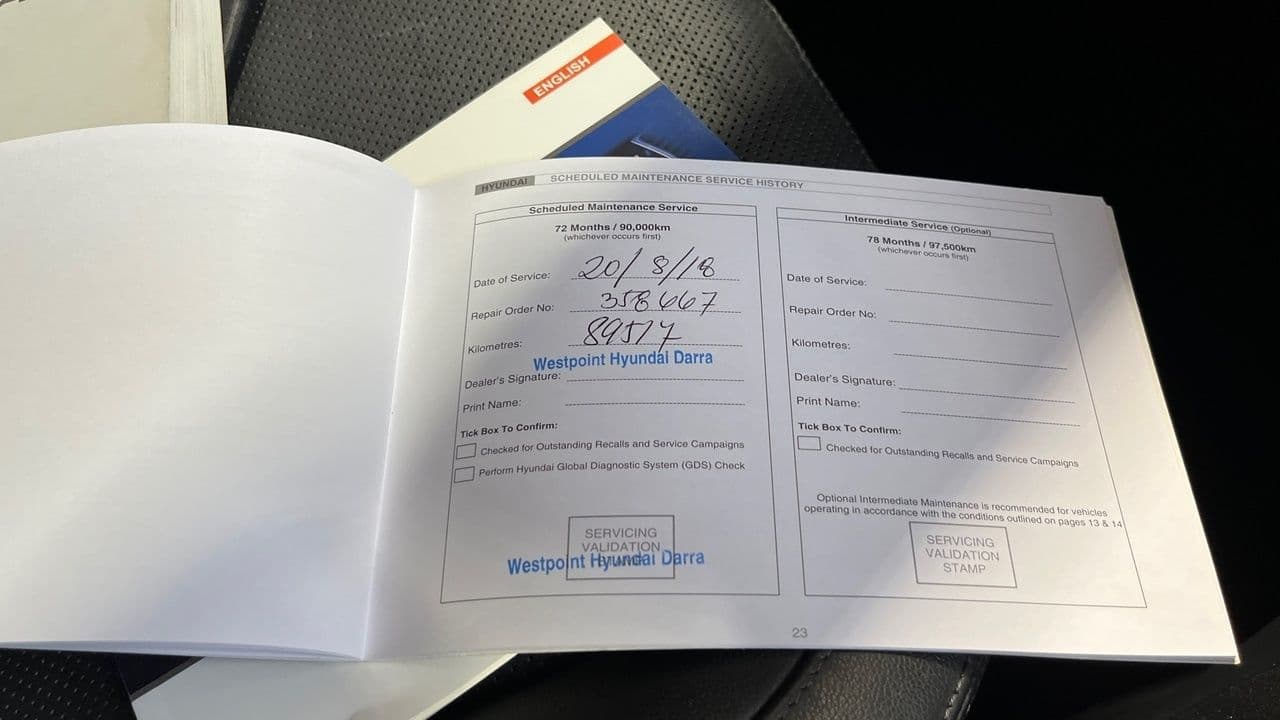 ENGLISH
HYUNDAI SCHEDULED MAINTENANCE SERVICE HISTORY
Scheduled Maintenance Service
72 Months / 90,000km
(whichever occurs first)
Date of Service: 20/8/18
Repair Order No: 358667
Kilometres: 89517
Westpoint Hyundai Darra
Dealer's Signature:
Print Name:
Tick Box To Confirm:
Checked for Outstanding Recalls and Service Campaigns
Perform Hyundai Global Diagnostic System (GDS) Check
SERVICING
VALIDATION
STAMP
Westpoint Hyundai Darra
Intermediate Service (Optional)
78 Months / 97,500km
(whichever occurs first)
Date of Service:
Repair Order No:
Kilometres:
Dealer's Signature:
Print Name:
Tick Box To Confirm:
Checked for Outstanding Recalls and Service Campaigns
Optional Intermediate Maintenance is recommended for vehicles
operating in accordance with the conditions outlined on pages 13 & 14
SERVICING
VALIDATION
STAMP
23